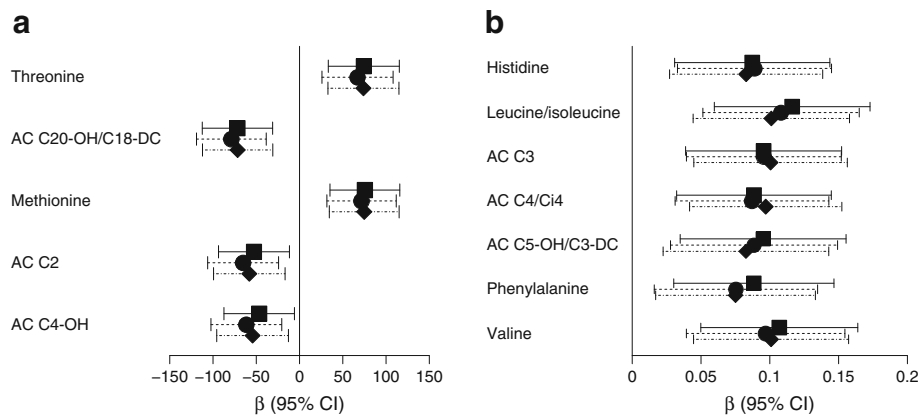 a
Threonine
AC C20-OH/C18-DC
Methionine
AC C2
AC C4-OH
−150 −100 −50 0 50 100 150
β (95% CI)
b
Histidine
Leucine/isoleucine
AC C3
AC C4/Ci4
AC C5-OH/C3-DC
Phenylalanine
Valine
0 0.05 0.1 0.15 0.2
β (95% CI)